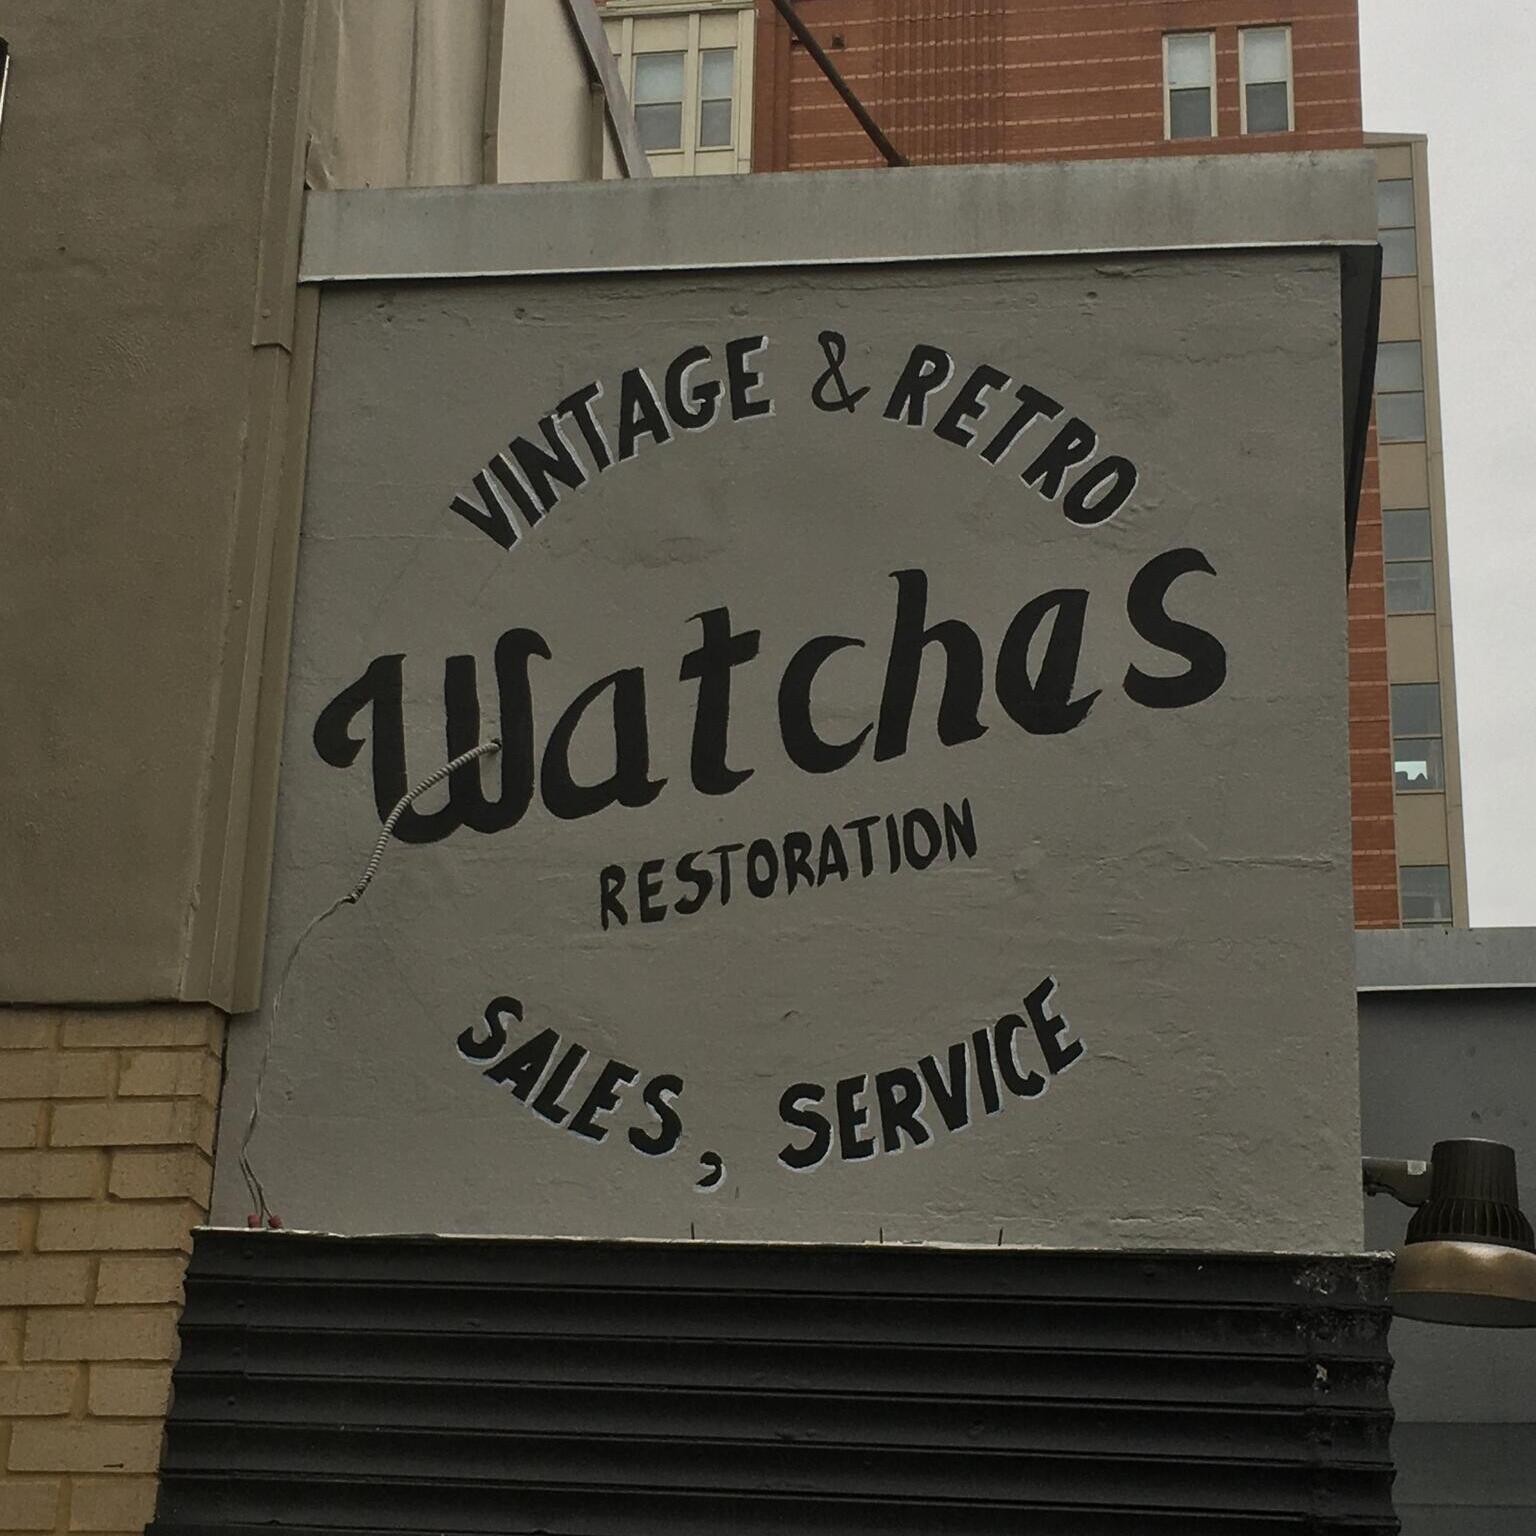 VINTAGE & RETRO
Watches
RESTORATION
SALES, SERVICE